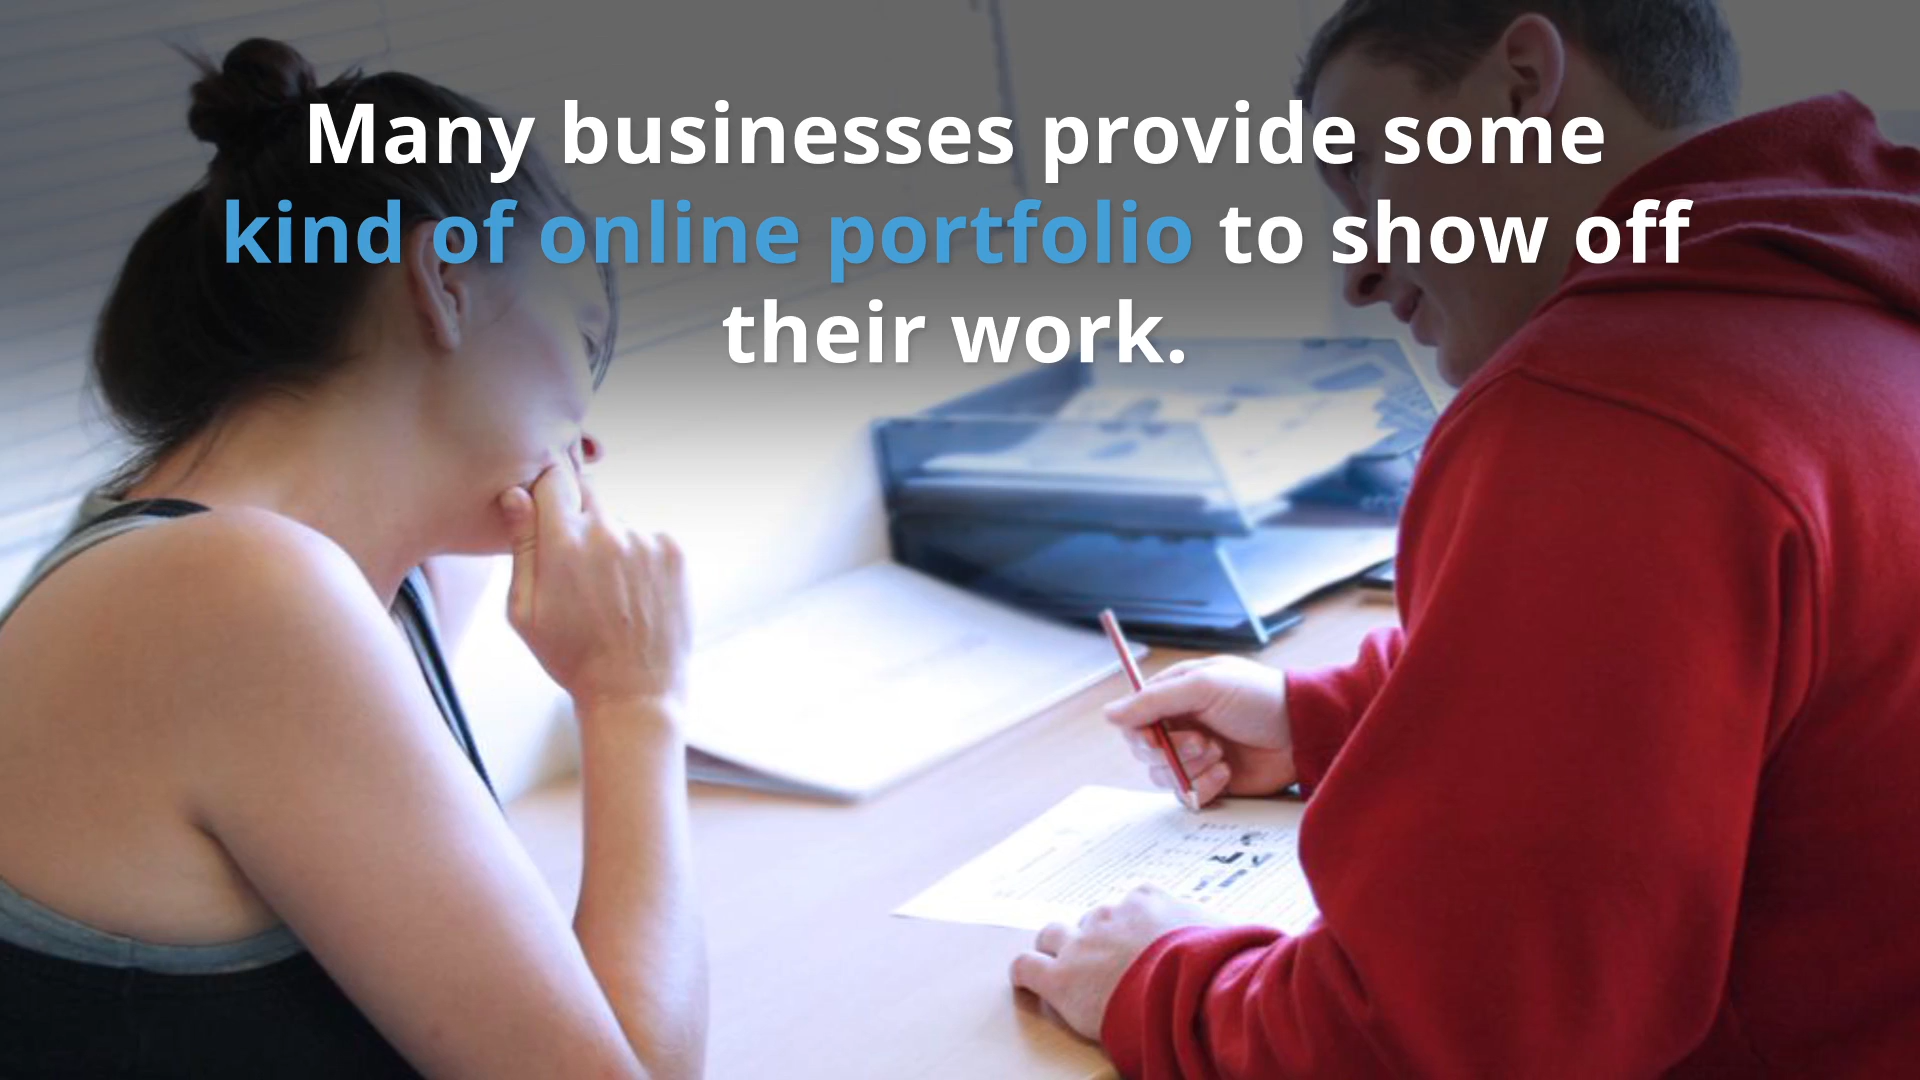 Many businesses provide some
kind of online portfolio to show off
their work.